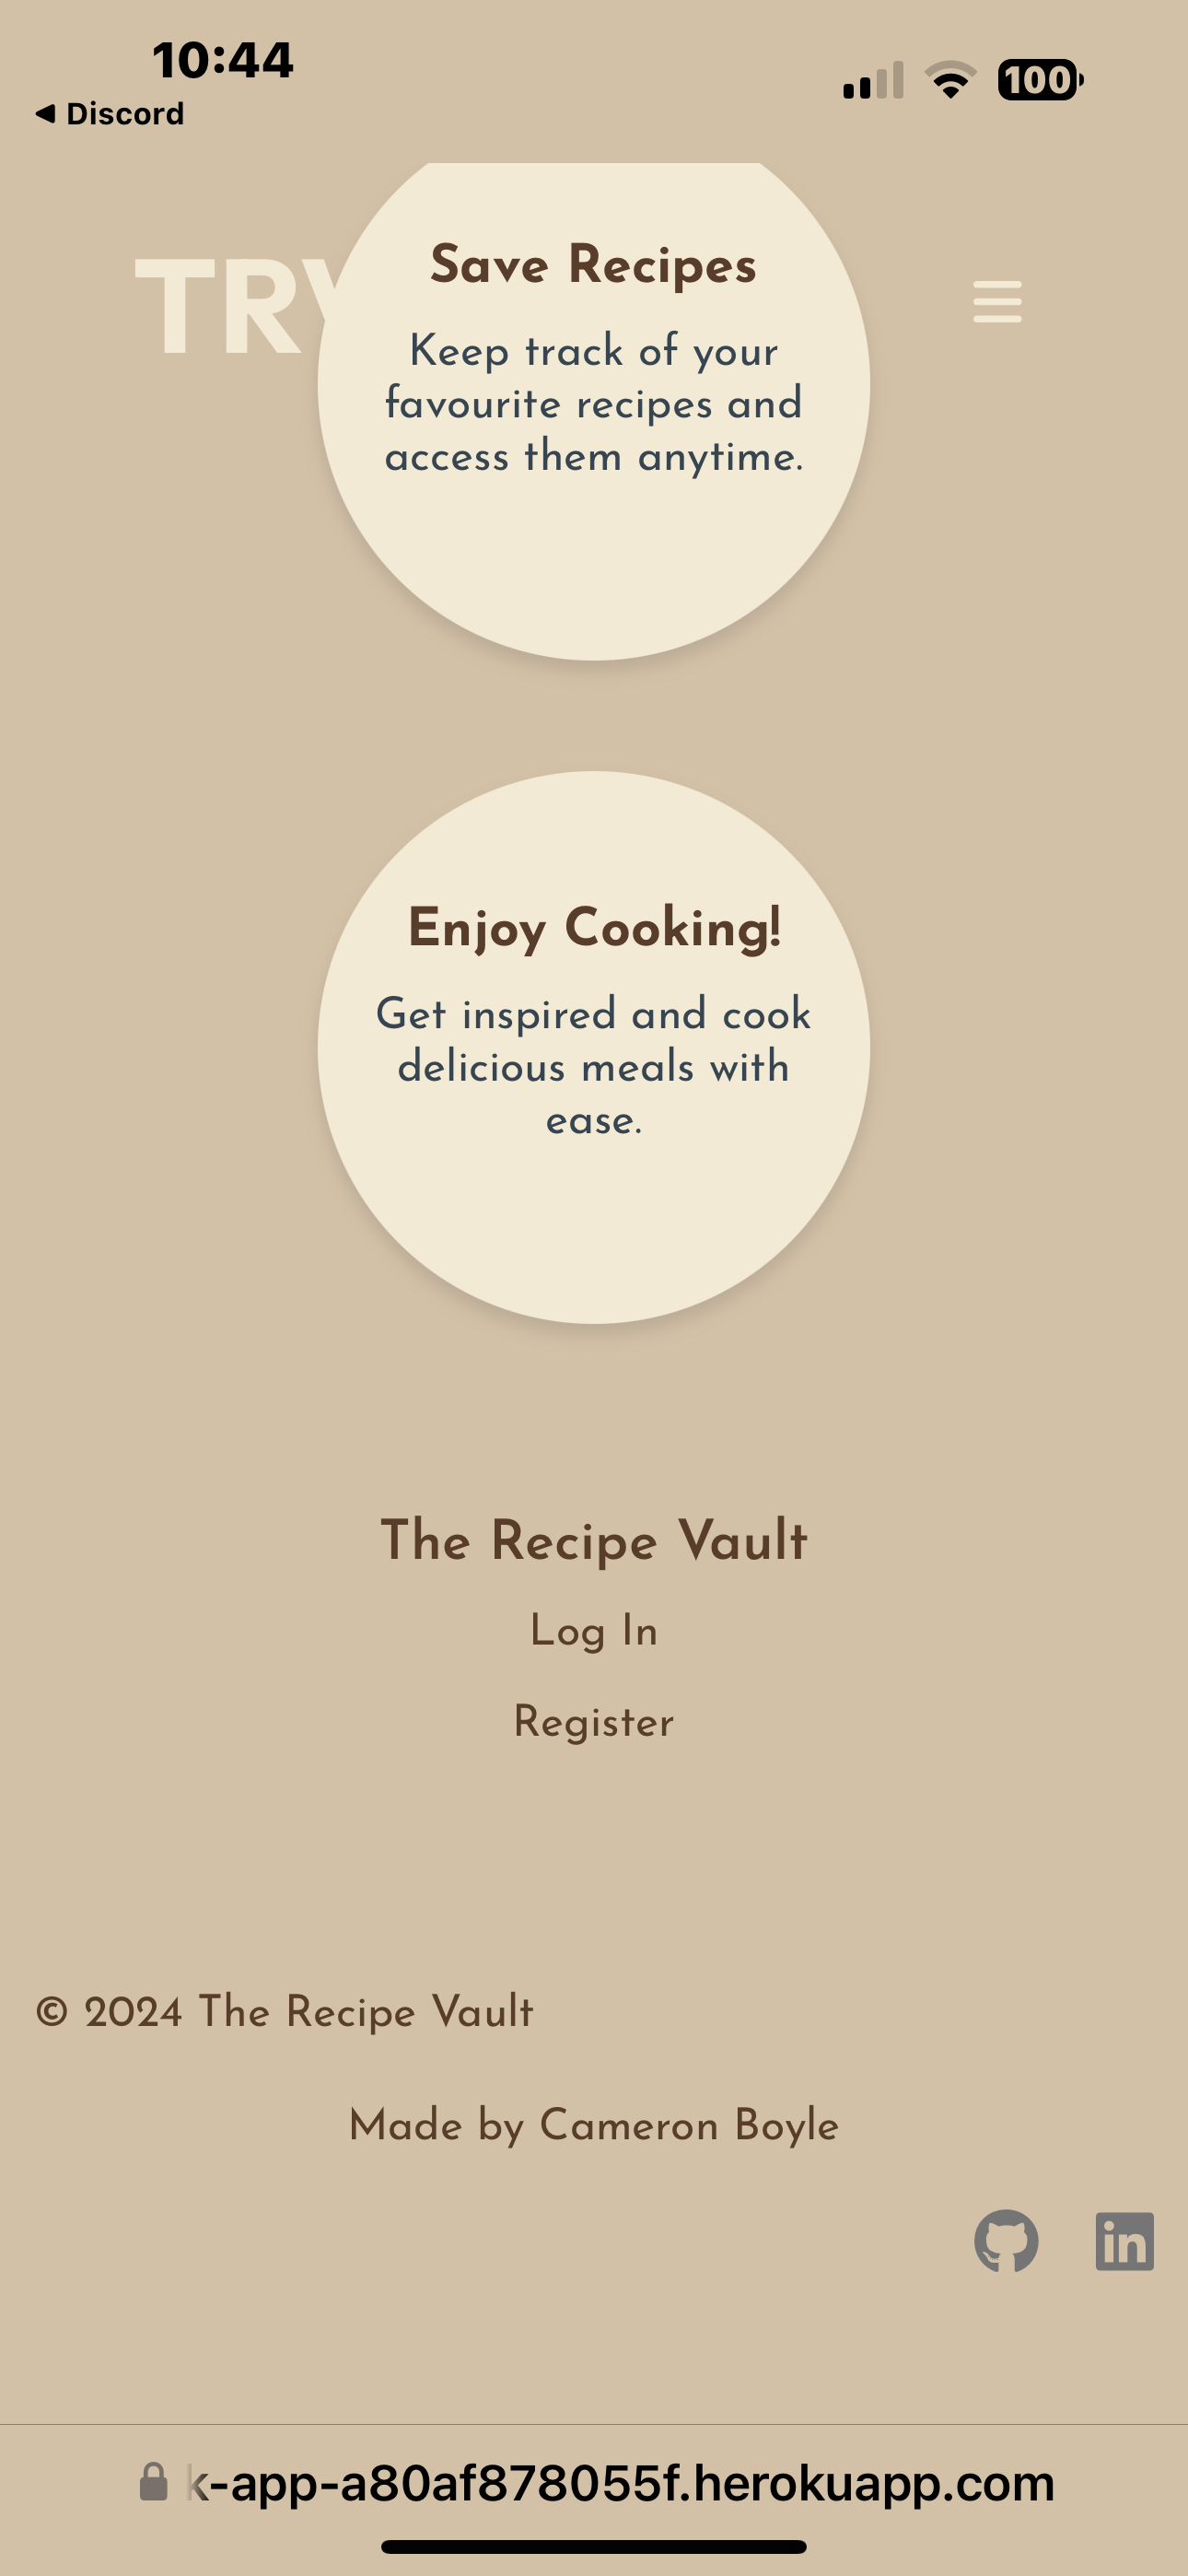 10:44
100
◀ Discord
TRV
Save Recipes
Keep track of your
favourite recipes and
access them anytime.
Enjoy Cooking!
Get inspired and cook
delicious meals with
ease.
The Recipe Vault
Log In
Register
© 2024 The Recipe Vault
Made by Cameron Boyle
in
k-app-a80af878055f.herokuapp.com